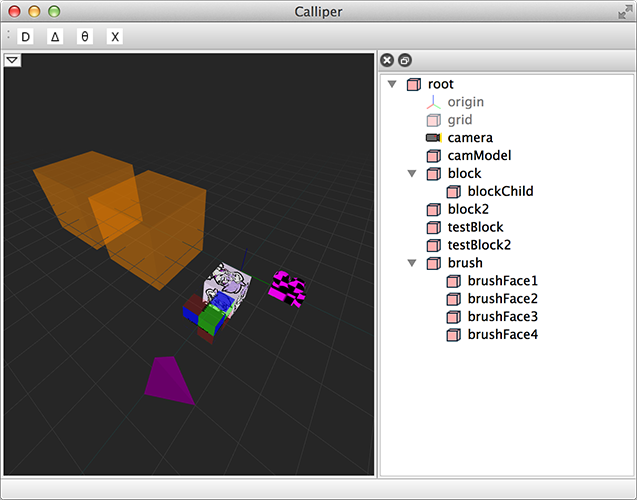 Calliper
D Δ θ X
root
origin
grid
camera
camModel
block
blockChild
block2
testBlock
testBlock2
brush
brushFace1
brushFace2
brushFace3
brushFace4